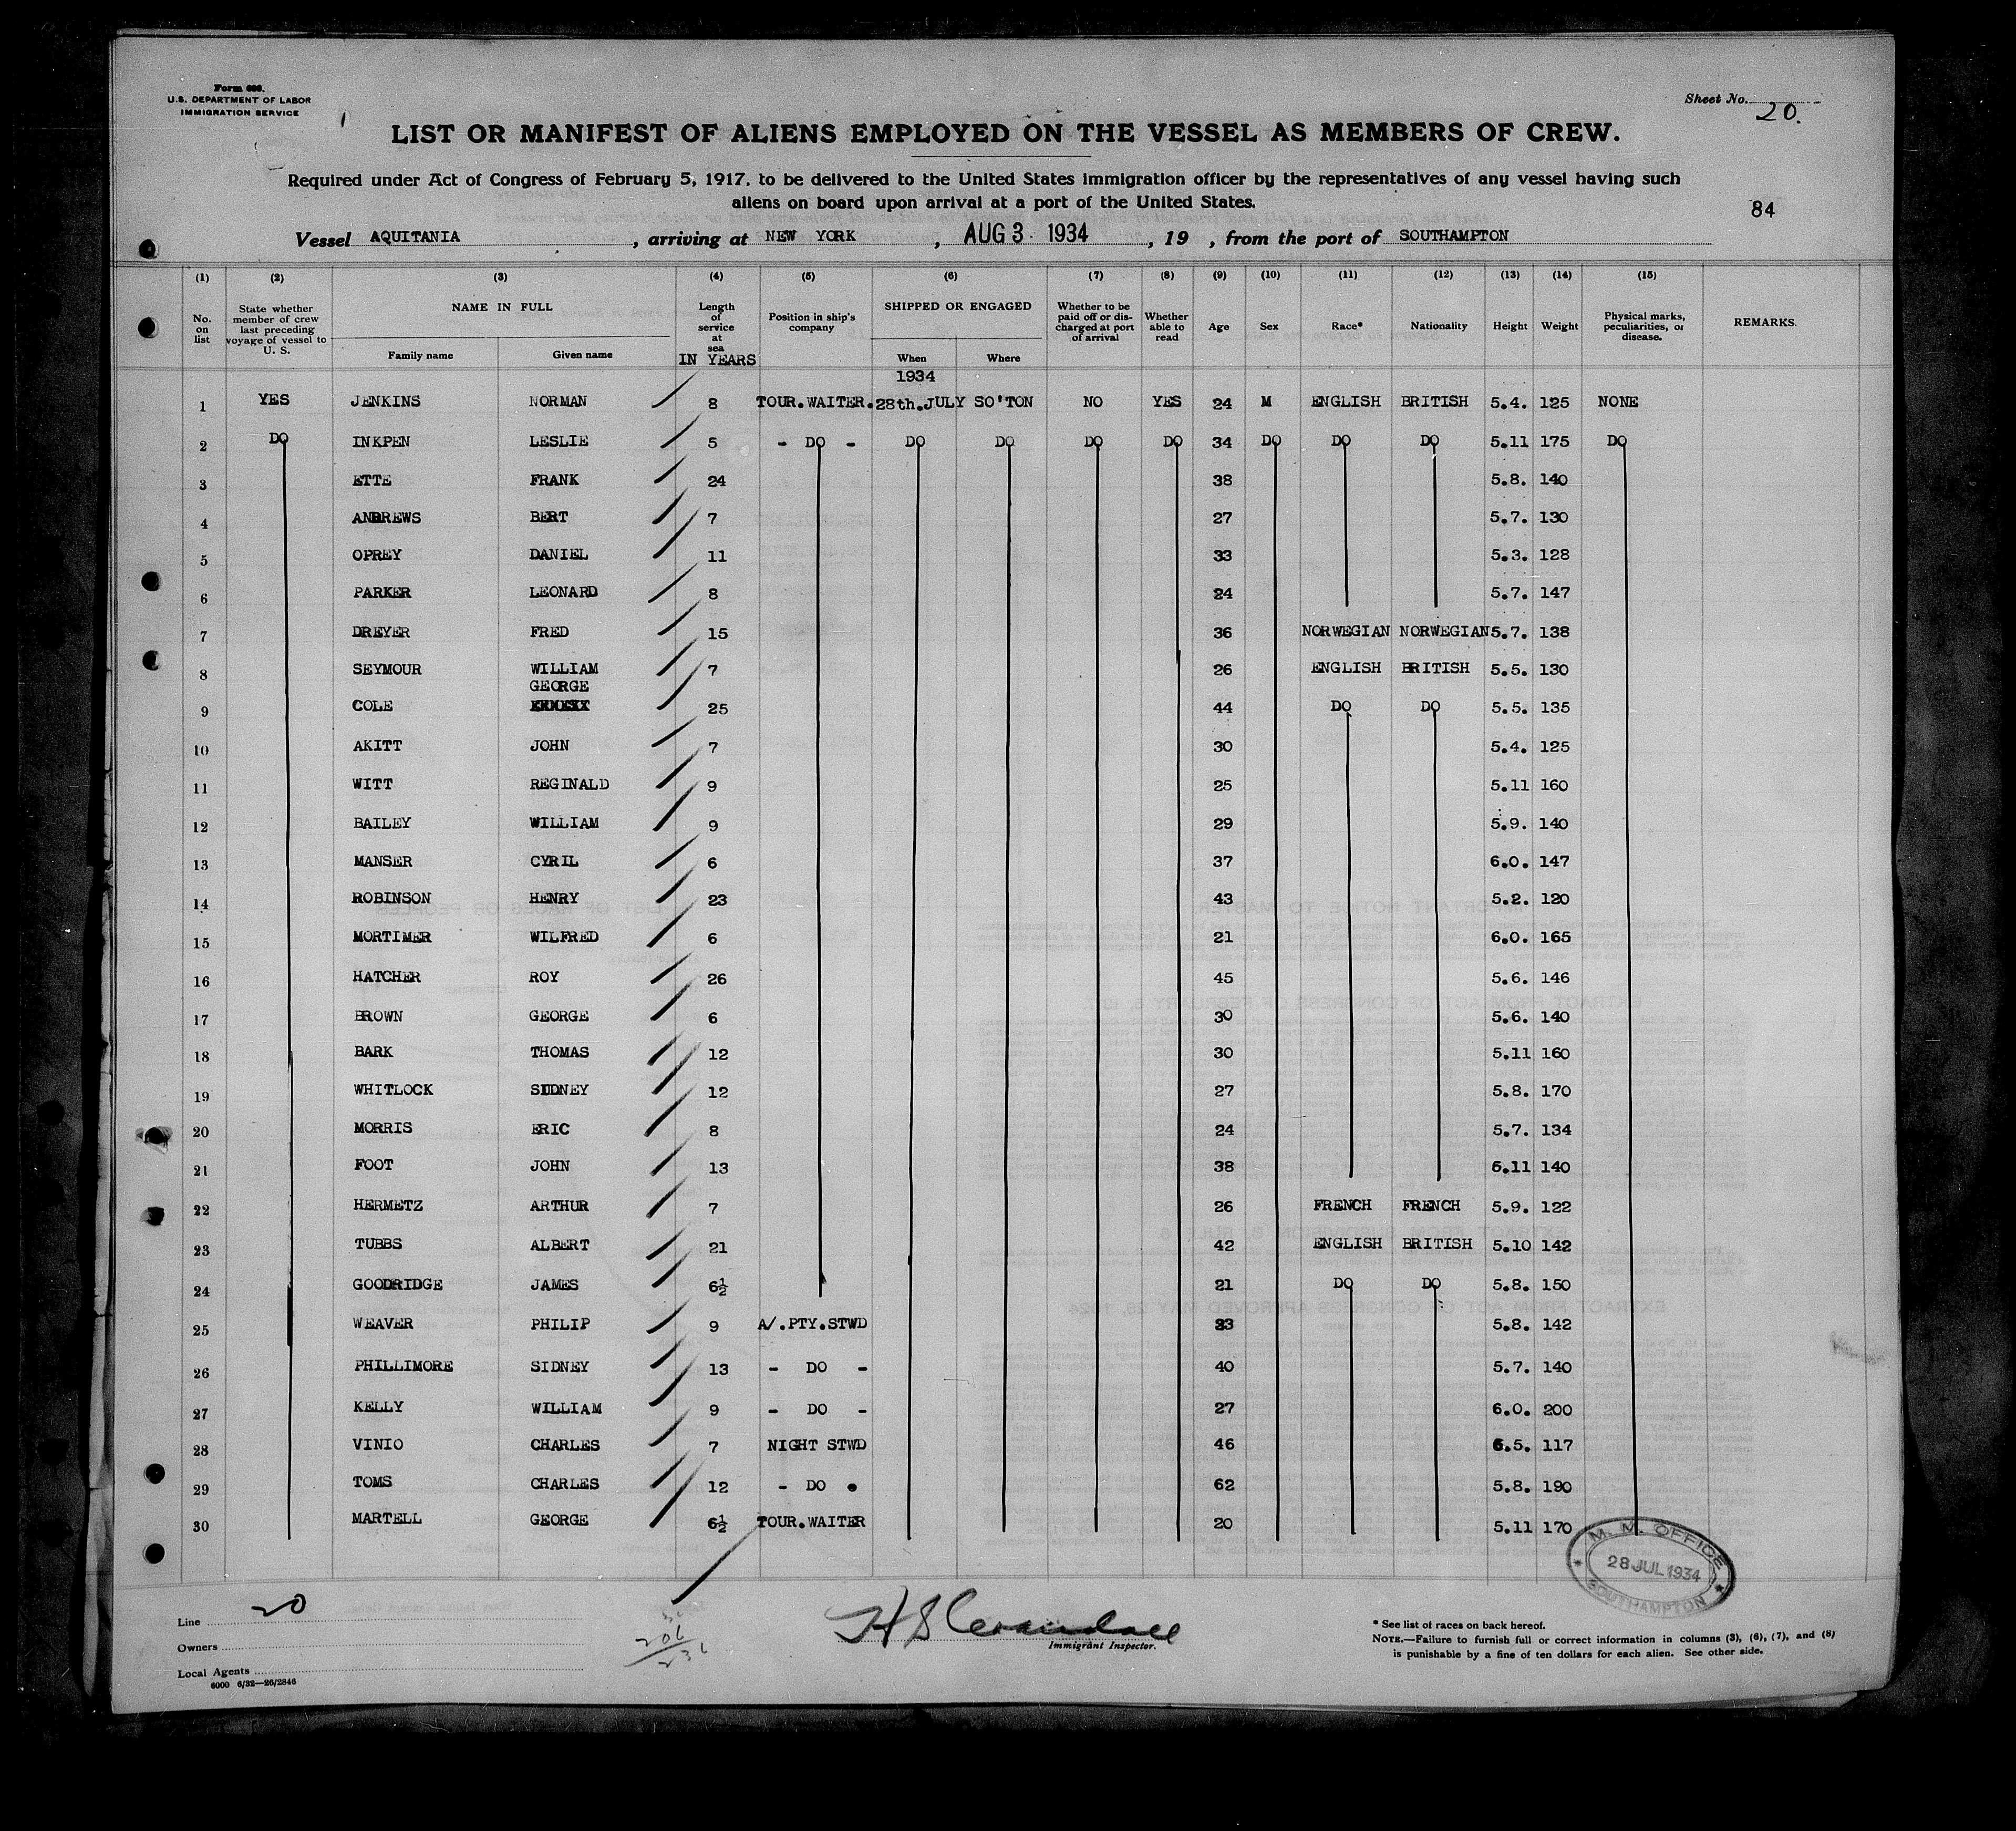 Form 689.
U.S. DEPARTMENT OF LABOR
IMMIGRATION SERVICE
Sheet No. 20.
LIST OR MANIFEST OF ALIENS EMPLOYED ON THE VESSEL AS MEMBERS OF CREW.
Required under Act of Congress of February 5, 1917, to be delivered to the United States immigration officer by the representatives of any vessel having such
aliens on board upon arrival at a port of the United States.
84
Vessel AQUITANIA, arriving at NEW YORK, AUG 3 1934, 19 , from the port of SOUTHAMPTON
(1) (2) (3) (4) (5) (6) (7) (8) (9) (10) (11) (12) (13) (14) (15)
No. on list State whether member of crew last preceding voyage of vessel to U. S. NAME IN FULL Family name Given name Length of service at sea IN YEARS Position in ship's company SHIPPED OR ENGAGED When Where Whether to be paid off or discharged at port of arrival Whether able to read Age Sex Race* Nationality Height Weight Physical marks, peculiarities, or disease. REMARKS.
1934
1 YES JENKINS NORMAN 8 TOUR.WAITER. 28th.JULY SO'TON NO YES 24 M ENGLISH BRITISH 5.4. 125 NONE
2 DO INKPEN LESLIE 5 - DO - DO DO DO DO 34 DO DO DO 5.11 175 DO
3 ETTE FRANK 24 38 5.8. 140
4 ANDREWS BERT 7 27 5.7. 130
5 OPREY DANIEL 11 33 5.3. 128
6 PARKER LEONARD 8 24 5.7. 147
7 DREYER FRED 15 36 NORWEGIAN NORWEGIAN 5.7. 138
8 SEYMOUR WILLIAM 7 26 ENGLISH BRITISH 5.5. 130
9 COLE GEORGE 25 44 DO DO 5.5. 135
10 AKITT JOHN 7 30 5.4. 125
11 WITT REGINALD 9 25 5.11 160
12 BAILEY WILLIAM 9 29 5.9. 140
13 MANSER CYRIL 6 37 6.0. 147
14 ROBINSON HENRY 23 43 5.2. 120
15 MORTIMER WILFRED 6 21 6.0. 165
16 HATCHER ROY 26 45 5.6. 146
17 BROWN GEORGE 6 30 5.6. 140
18 BARK THOMAS 12 30 5.11 160
19 WHITLOCK SIDNEY 12 27 5.8. 170
20 MORRIS ERIC 8 24 5.7. 134
21 FOOT JOHN 13 38 5.11 140
22 HERMETZ ARTHUR 7 26 FRENCH FRENCH 5.9. 122
23 TUBBS ALBERT 21 42 ENGLISH BRITISH 5.10 142
24 GOODRIDGE JAMES 6½ 21 DO DO 5.8. 150
25 WEAVER PHILIP 9 A/.PTY.STWD 23 5.8. 142
26 PHILLIMORE SIDNEY 13 - DO - 40 5.7. 140
27 KELLY WILLIAM 9 - DO - 27 6.0. 200
28 VINIO CHARLES 7 NIGHT STWD 46 5.5. 117
29 TOMS CHARLES 12 - DO - 62 5.8. 190
30 MARTELL GEORGE 6½ TOUR.WAITER 20 5.11 170
M. M. OFFICE
28 JUL 1934
SOUTHAMPTON
Line 20
Owners
Local Agents
6000 6/32—26/2846
206
236
Immigrant Inspector.
* See list of races on back hereof.
NOTE.—Failure to furnish full or correct information in columns (3), (6), (7), and (8)
is punishable by a fine of ten dollars for each alien. See other side.